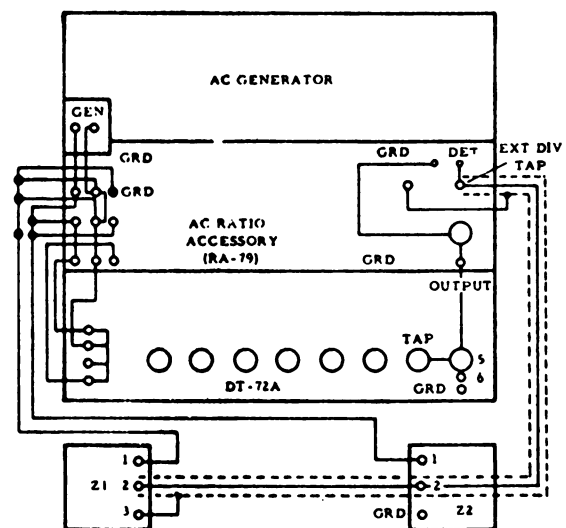 AC GENERATOR
GEN
GRD
GRD
GRD
DET
EXT DIV
TAP
AC RATIO
ACCESSORY
(RA-79)
GRD
OUTPUT
TAP
5
6
DT-72A
GRD
1
Z1
2
3
1
2
GRD
Z2